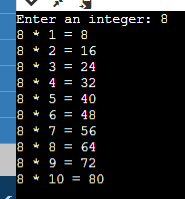 Enter an integer: 8
8 * 1 = 8
8 * 2 = 16
8 * 3 = 24
8 * 4 = 32
8 * 5 = 40
8 * 6 = 48
8 * 7 = 56
8 * 8 = 64
8 * 9 = 72
8 * 10 = 80